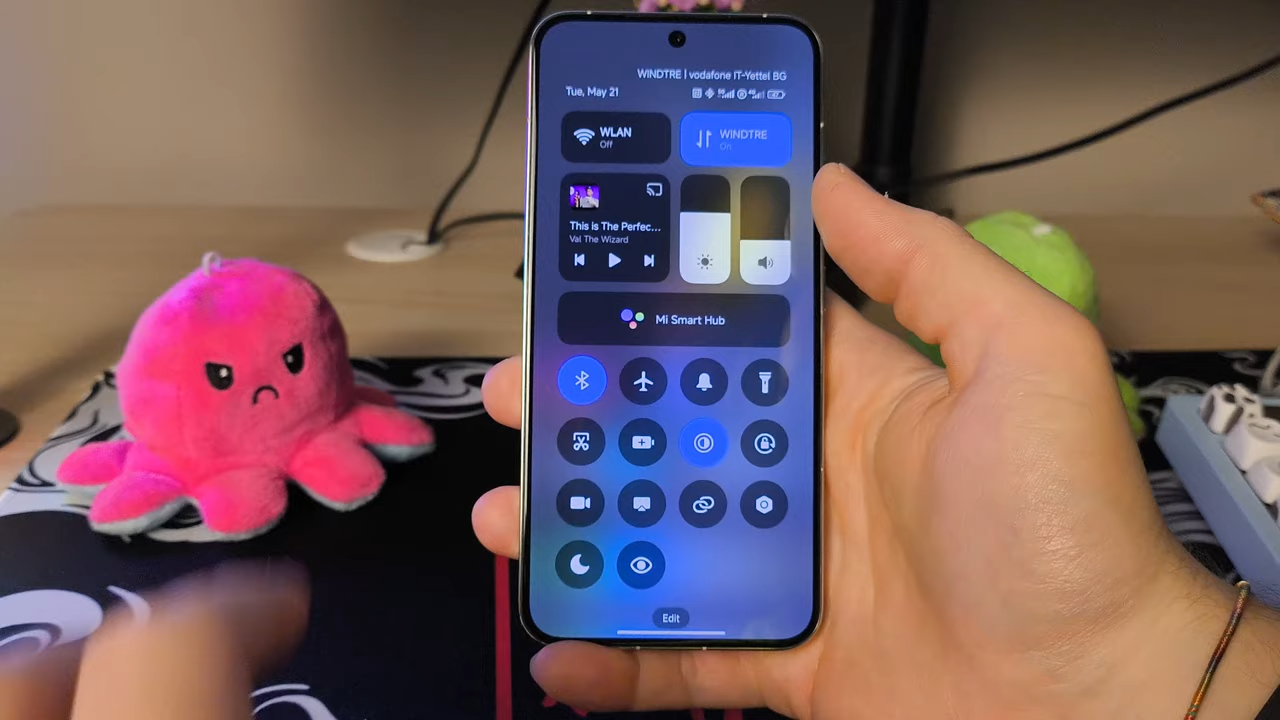 WINDTRE | vodafone IT-Yettel BG
Tue, May 21
WLAN
Off
WINDTRE
On
This is The Perfec...
Val The Wizard
Mi Smart Hub
Edit